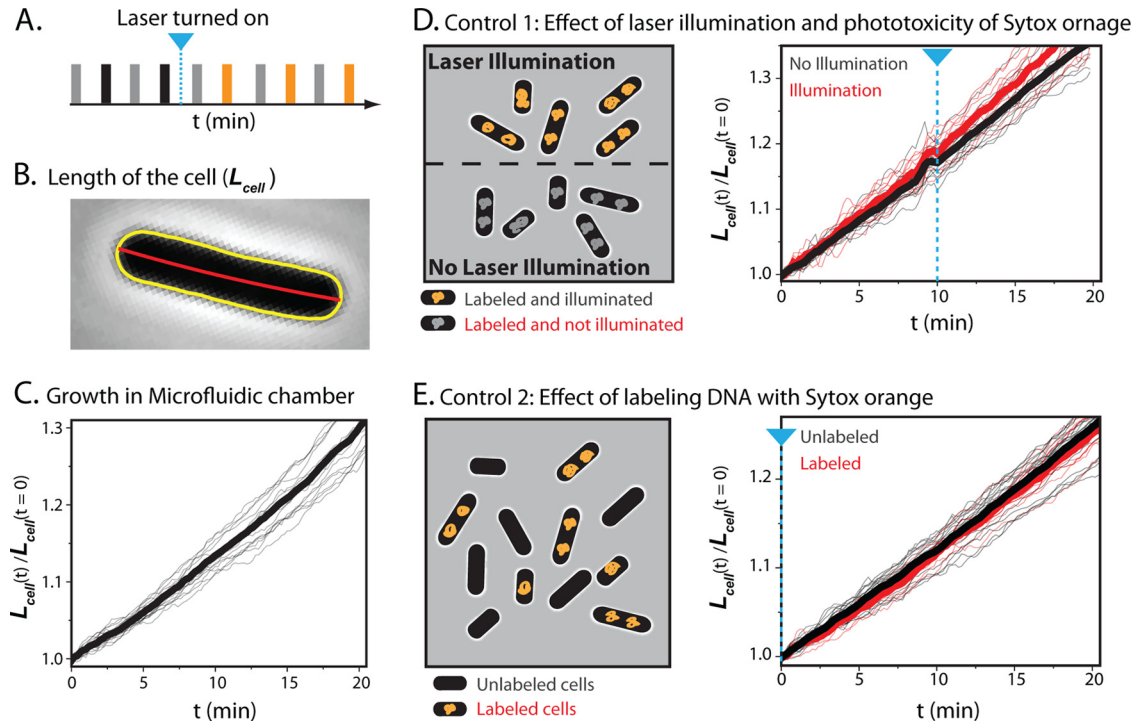 A.
Laser turned on
t (min)
B. Length of the cell (Lcell )
C. Growth in Microfluidic chamber
1.3
1.2
1.1
1.0
Lcell(t) /Lcell(t = 0)
0
5
10
15
20
t (min)
D. Control 1: Effect of laser illumination and phototoxicity of Sytox ornage
Laser Illumination
No Laser Illumination
Labeled and illuminated
Labeled and not illuminated
No Illumination
Illumination
1.3
1.2
1.0
Lcell(t) /Lcell(t = 0)
0
5
10
15
20
t (min)
E. Control 2: Effect of labeling DNA with Sytox orange
Unlabeled cells
Labeled cells
Unlabeled
Labeled
1.2
1.1
1.0
Lcell(t) /Lcell(t = 0)
0
5
10
15
20
t (min)